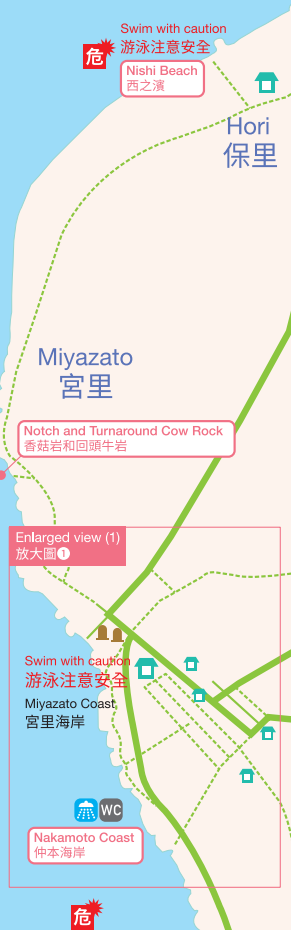 Swim with caution
游泳注意安全
危
Nishi Beach
西之濱
Hori
保里
Miyazato
宮里
Notch and Turnaround Cow Rock
香菇岩和回頭牛岩
Enlarged view (1)
放大圖❶
Swim with caution
游泳注意安全
Miyazato Coast
宮里海岸
WC
Nakamoto Coast
仲本海岸
危